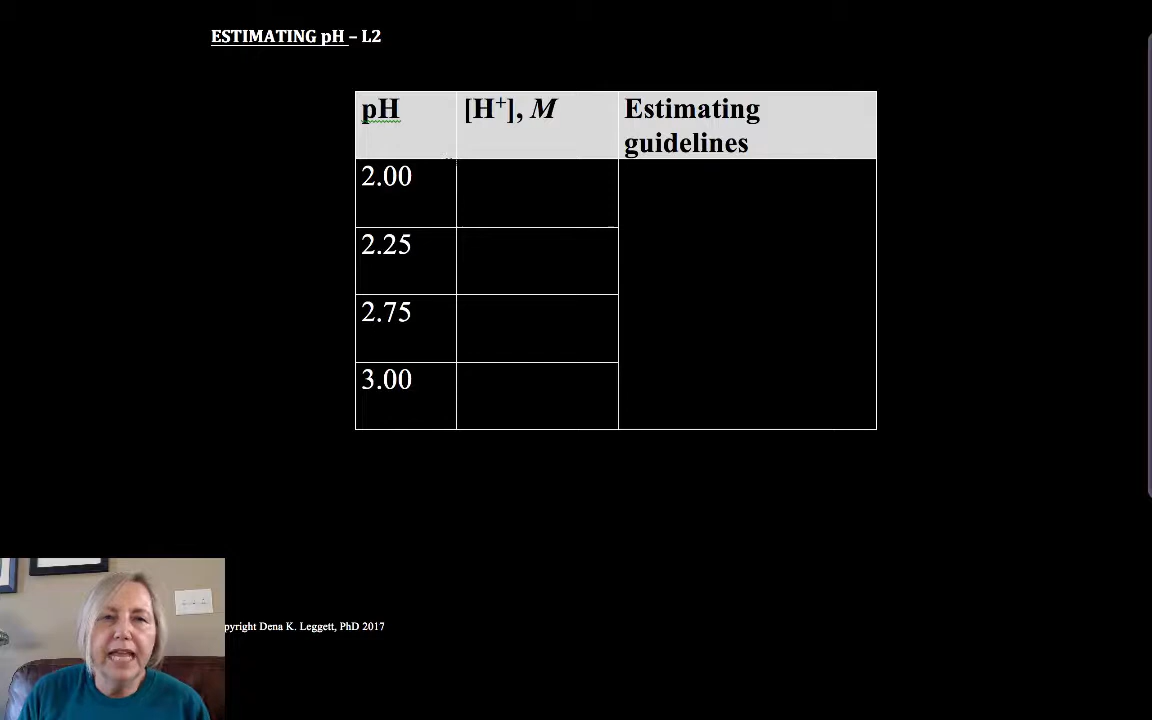 ESTIMATING pH – L2
pH [H⁺], M Estimating
guidelines
2.00
2.25
2.75
3.00
pyright Dena K. Leggett, PhD 2017